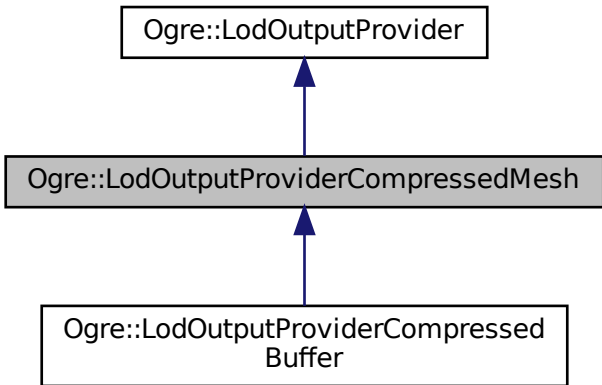 Ogre::LodOutputProvider
Ogre::LodOutputProviderCompressedMesh
Ogre::LodOutputProviderCompressed
Buffer